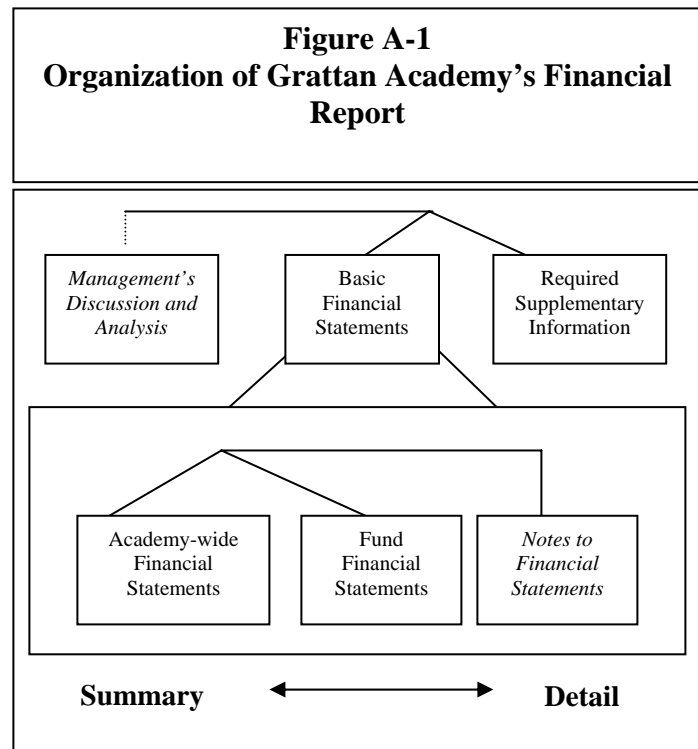 Figure A-1
Organization of Grattan Academy's Financial
Report
Management's
Discussion and
Analysis
Basic
Financial
Statements
Required
Supplementary
Information
Academy-wide
Financial
Statements
Fund
Financial
Statements
Notes to
Financial
Statements
Summary
Detail